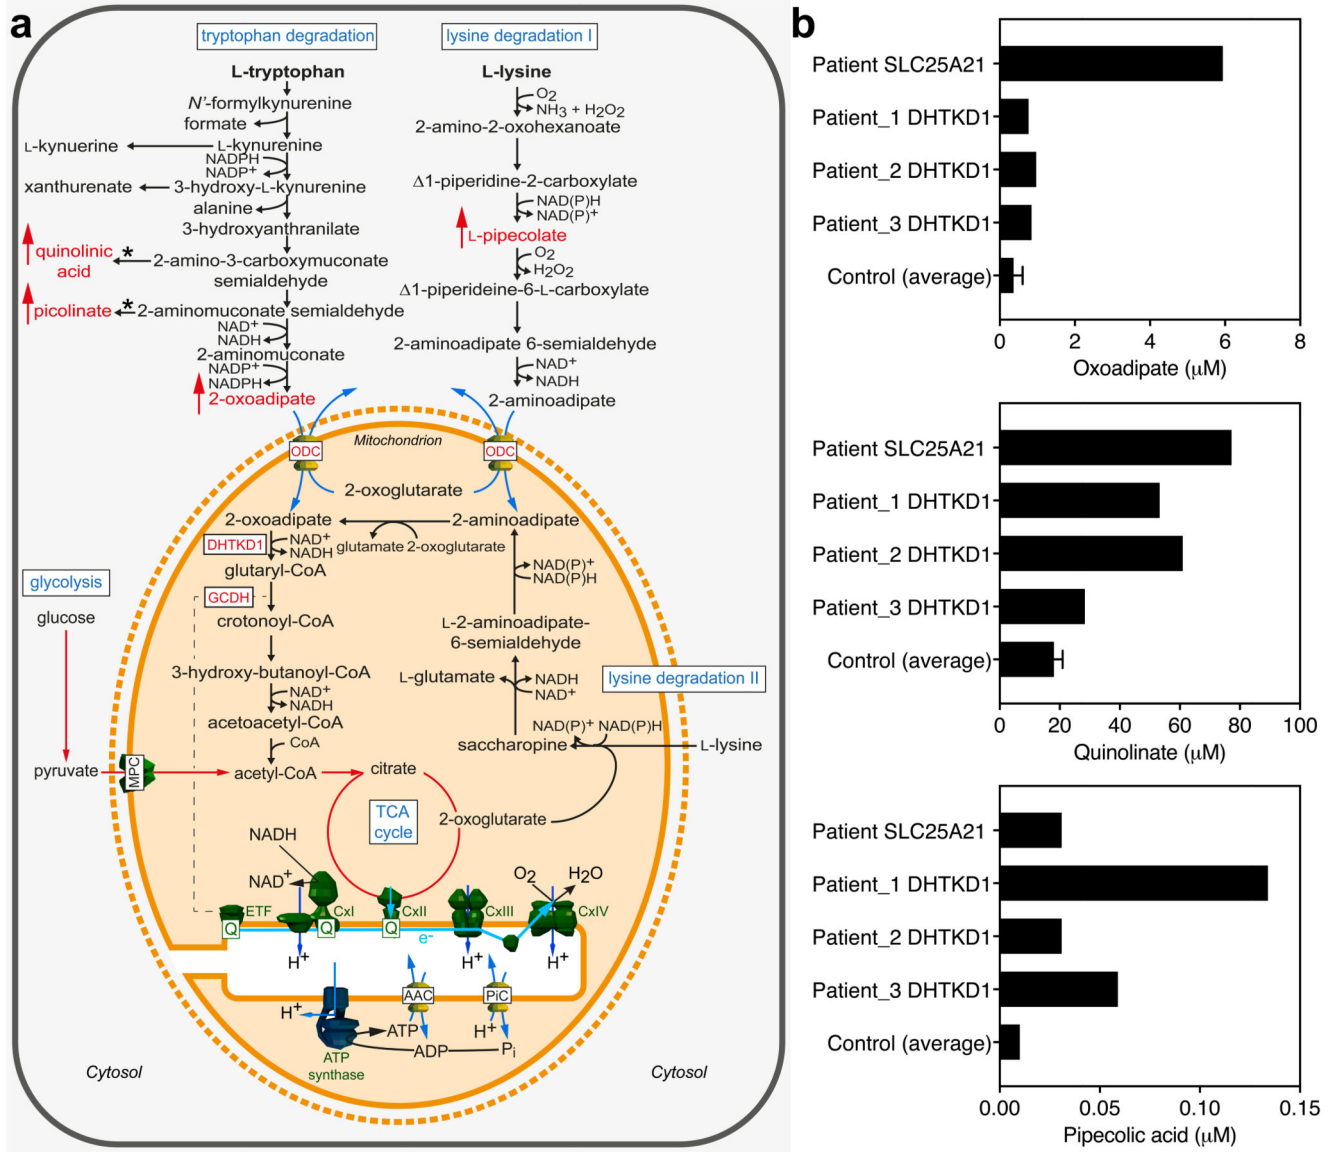 a
tryptophan degradation
lysine degradation I
L-tryptophan
N'-formylkynurenine
formate
L-kynuerine
L-kynurenine
NADPH
NADP+
xanthurenate
3-hydroxy-L-kynurenine
alanine
3-hydroxyanthranilate
quinolinic
acid
*
2-amino-3-carboxymuconate
semialdehyde
picolinate
*
2-aminomuconate semialdehyde
NAD+
NADH
2-aminomuconate
NADP+
NADPH
2-oxoadipate
L-lysine
O2
NH3 + H2O2
2-amino-2-oxohexanoate
Δ1-piperidine-2-carboxylate
NAD(P)H
NAD(P)+
L-pipecolate
O2
H2O2
Δ1-piperideine-6-L-carboxylate
2-aminoadipate 6-semialdehyde
NAD+
NADH
2-aminoadipate
Mitochondrion
ODC
ODC
2-oxoglutarate
2-oxoadipate
2-aminoadipate
DHTKD1
NAD+
NADH
glutamate
2-oxoglutarate
glutaryl-CoA
NAD(P)+
NAD(P)H
glycolysis
GCDH
glucose
crotonoyl-CoA
L-2-aminoadipate-
6-semialdehyde
3-hydroxy-butanoyl-CoA
L-glutamate
NADH
NAD+
lysine degradation II
NAD+
NADH
acetoacetyl-CoA
NAD(P)+
NAD(P)H
CoA
saccharopine
L-lysine
pyruvate
MPC
acetyl-CoA
citrate
TCA
cycle
2-oxoglutarate
NADH
NAD+
O2
H2O
ETF
CxI
CxII
CxIII
CxIV
Q
Q
Q
e-
H+
H+
H+
H+
AAC
PiC
ATP
H+
ATP
synthase
ADP
Pi
Cytosol
Cytosol
b
Patient SLC25A21
Patient_1 DHTKD1
Patient_2 DHTKD1
Patient_3 DHTKD1
Control (average)
0 2 4 6 8
Oxoadipate (µM)
Patient SLC25A21
Patient_1 DHTKD1
Patient_2 DHTKD1
Patient_3 DHTKD1
Control (average)
0 20 40 60 80 100
Quinolinate (µM)
Patient SLC25A21
Patient_1 DHTKD1
Patient_2 DHTKD1
Patient_3 DHTKD1
Control (average)
0.00 0.05 0.10 0.15
Pipecolic acid (µM)